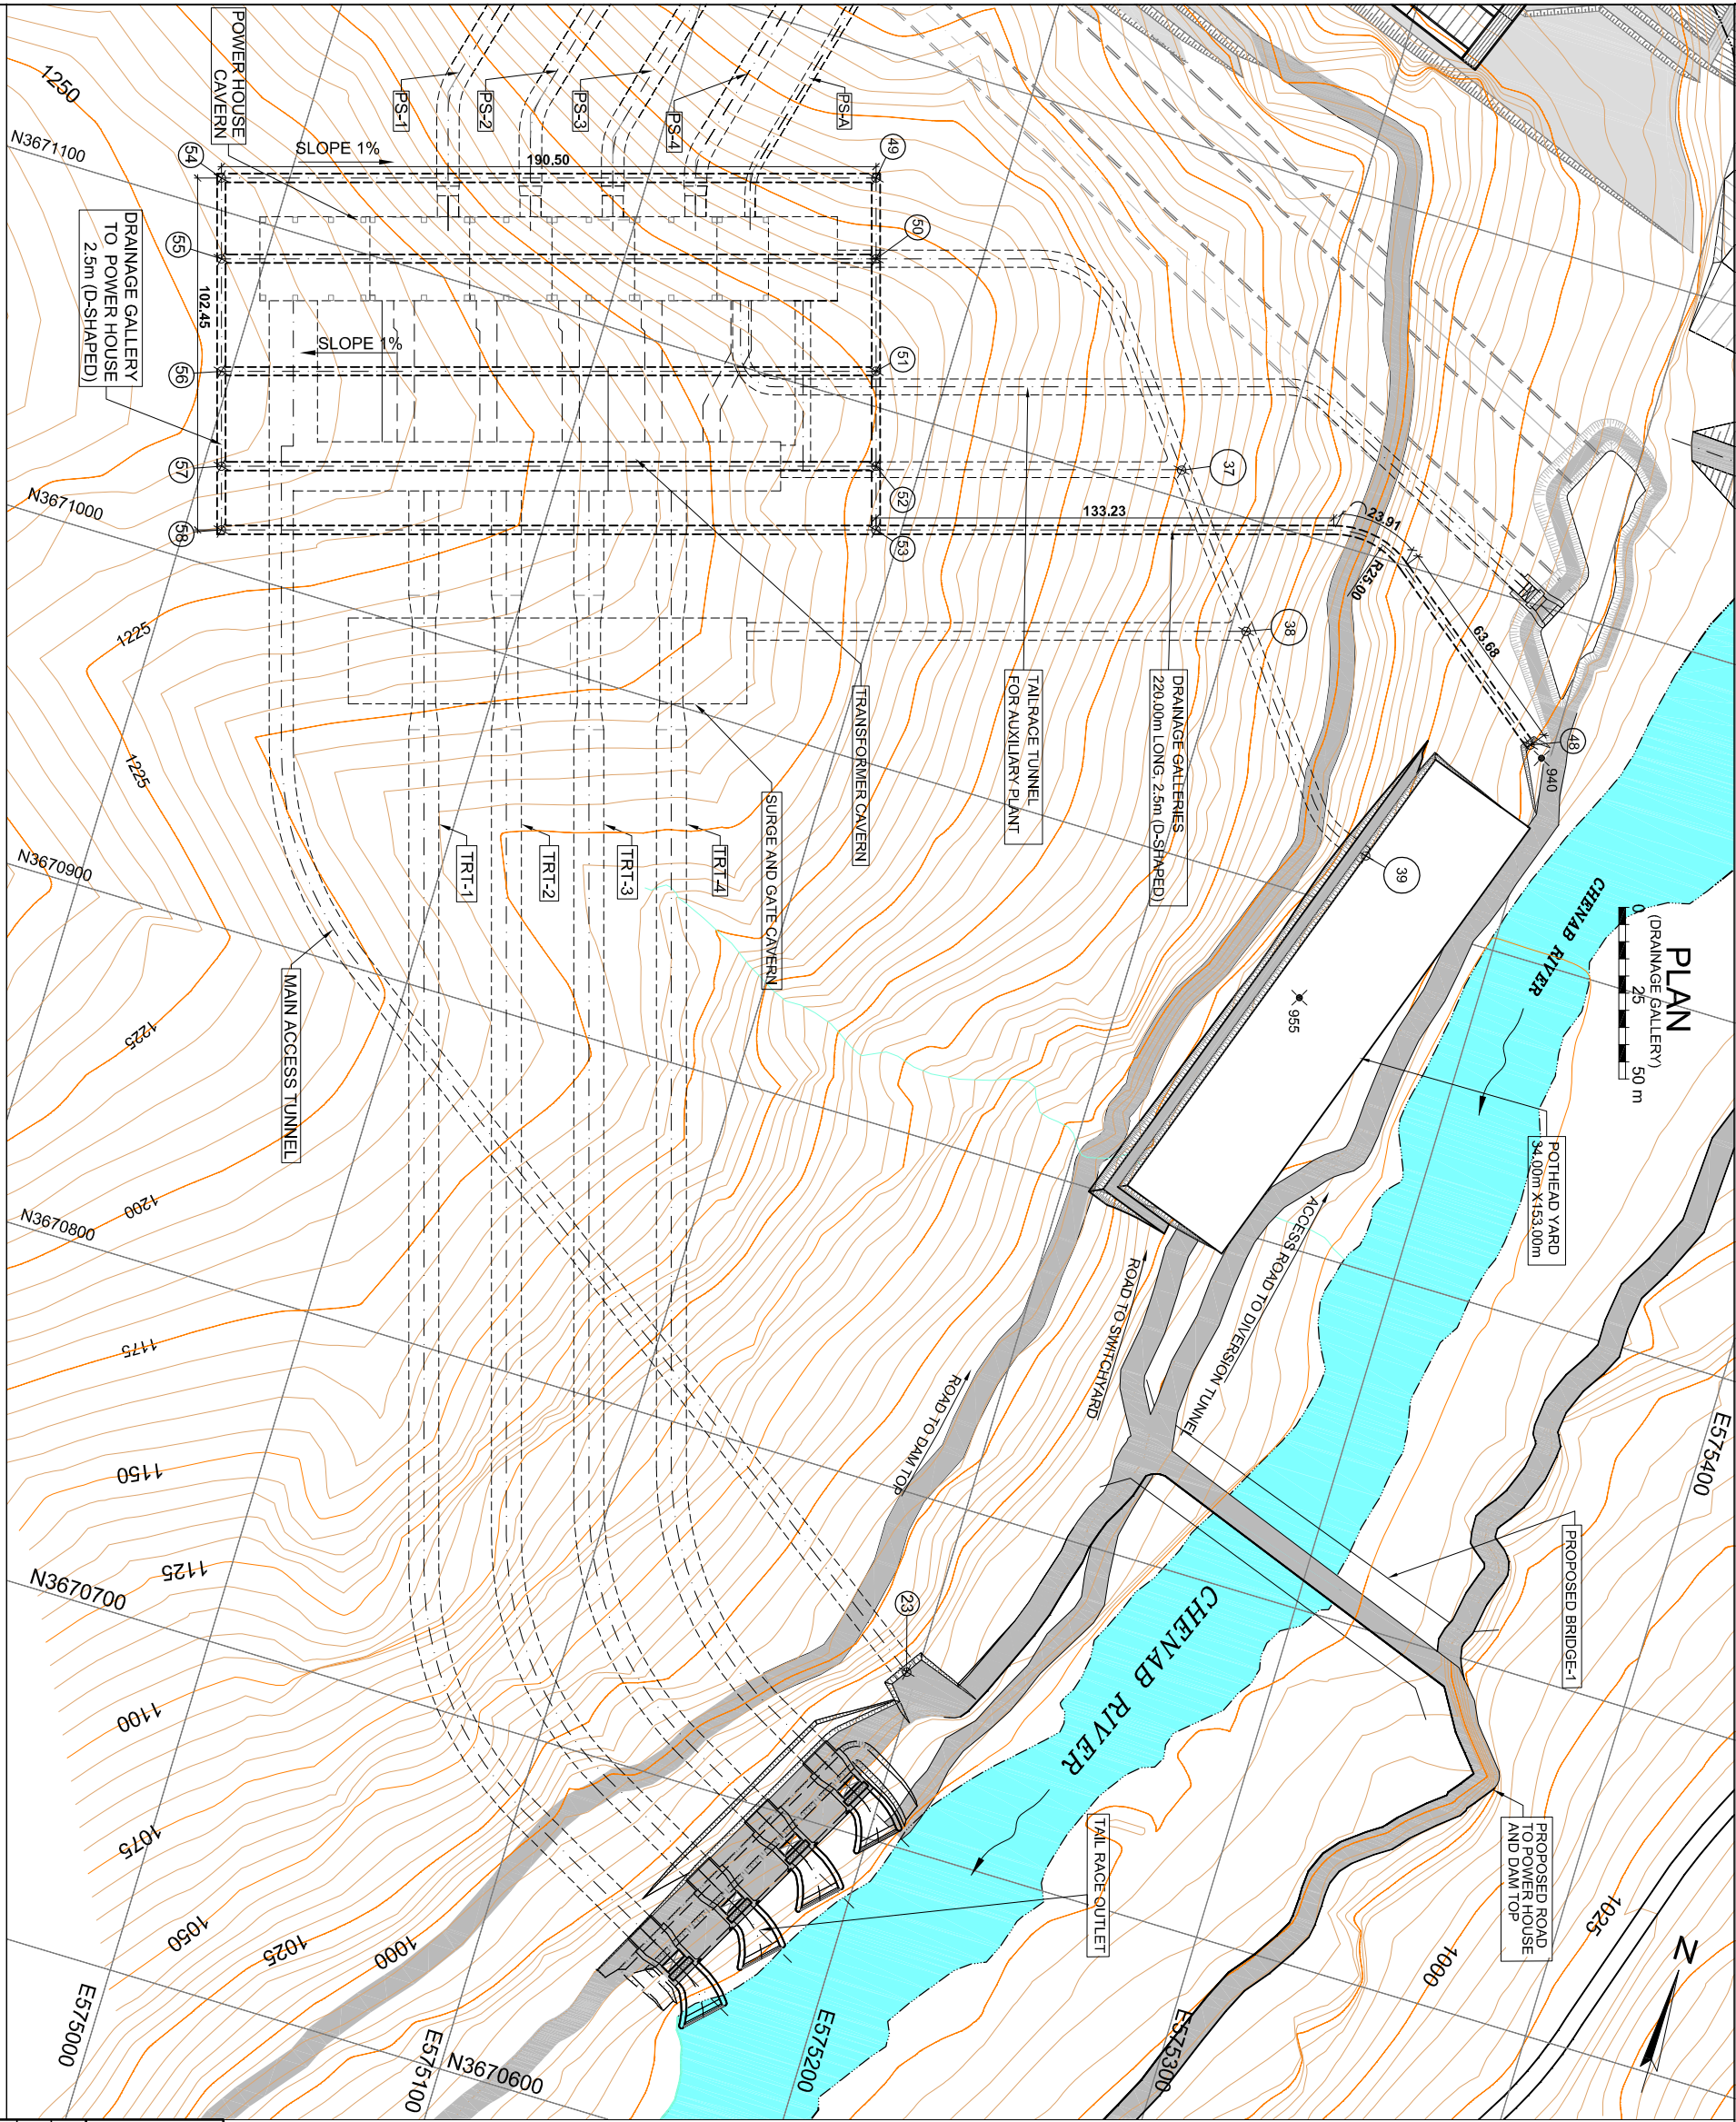 PLAN
(DRAINAGE GALLERY)
0 25 50 m
N
POWER HOUSE
CAVERN
PS-1
PS-2
PS-3
PS-4
PS-A
SLOPE 1%
190.50
SLOPE 1%
102.45
DRAINAGE GALLERY
TO POWER HOUSE
2.5m (D-SHAPED)
54
55
56
57
58
49
50
51
52
53
37
38
39
48
23
133.23
23.91
R25.00
63.68
940
955
TAILRACE TUNNEL
FOR AUXILIARY PLANT
DRAINAGE GALLERIES
220.00m LONG, 2.5m (D-SHAPED)
TRANSFORMER CAVERN
SURGE AND GATE CAVERN
TRT-1
TRT-2
TRT-3
TRT-4
MAIN ACCESS TUNNEL
POTHEAD YARD
34.00m X153.00m
CHENAB RIVER
CHENAB RIVER
ACCESS ROAD TO DIVERSION TUNNEL
ROAD TO SWITCHYARD
ROAD TO DAM TOP
PROPOSED BRIDGE-1
PROPOSED ROAD
TO POWER HOUSE
AND DAM TOP
TAIL RACE OUTLET
1250
1225
1225
1225
1200
1175
1150
1125
1100
1075
1050
1025
1000
1000
1025
N3671100
N3671000
N3670900
N3670800
N3670700
N3670600
E575000
E575100
E575200
E575300
E575400